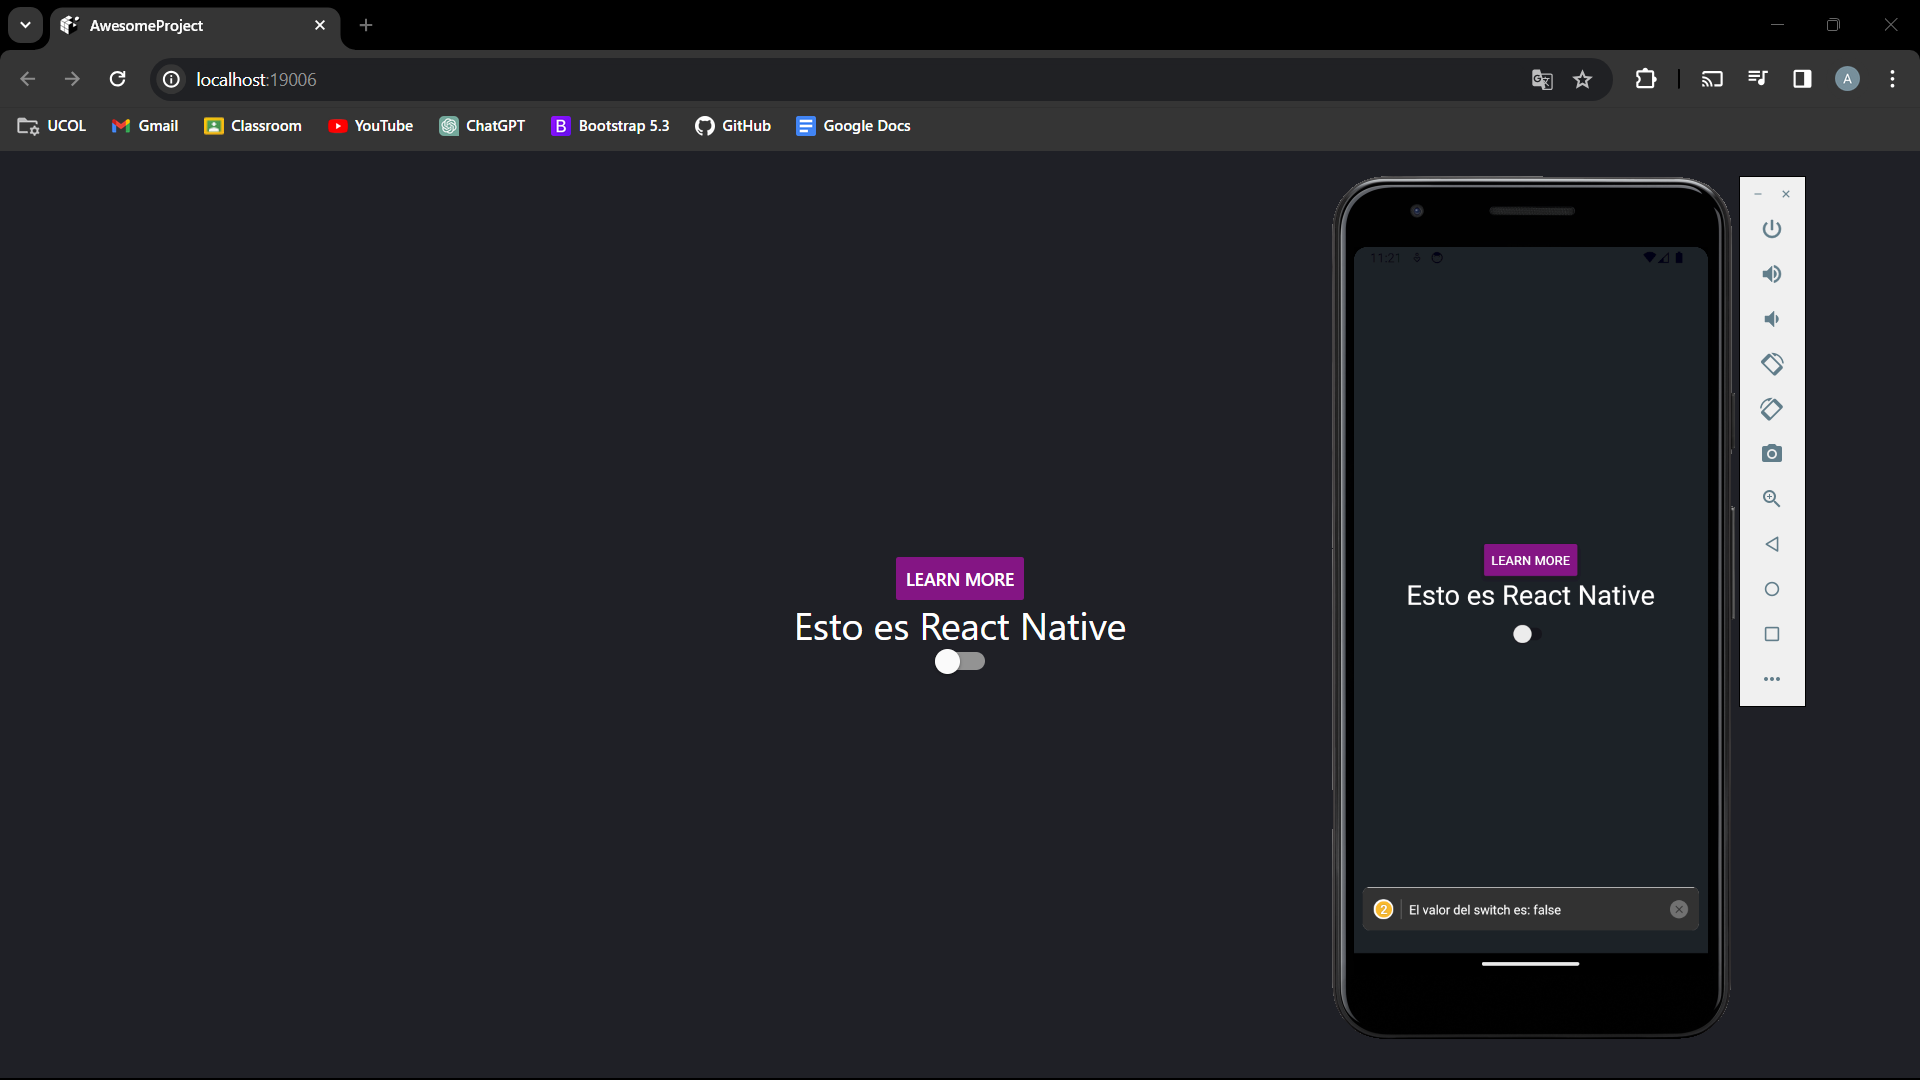 AwesomeProject
localhost:19006
A
UCOL Gmail Classroom YouTube ChatGPT B Bootstrap 5.3 GitHub Google Docs
LEARN MORE
Esto es React Native
11:21
LEARN MORE
Esto es React Native
2 El valor del switch es: false